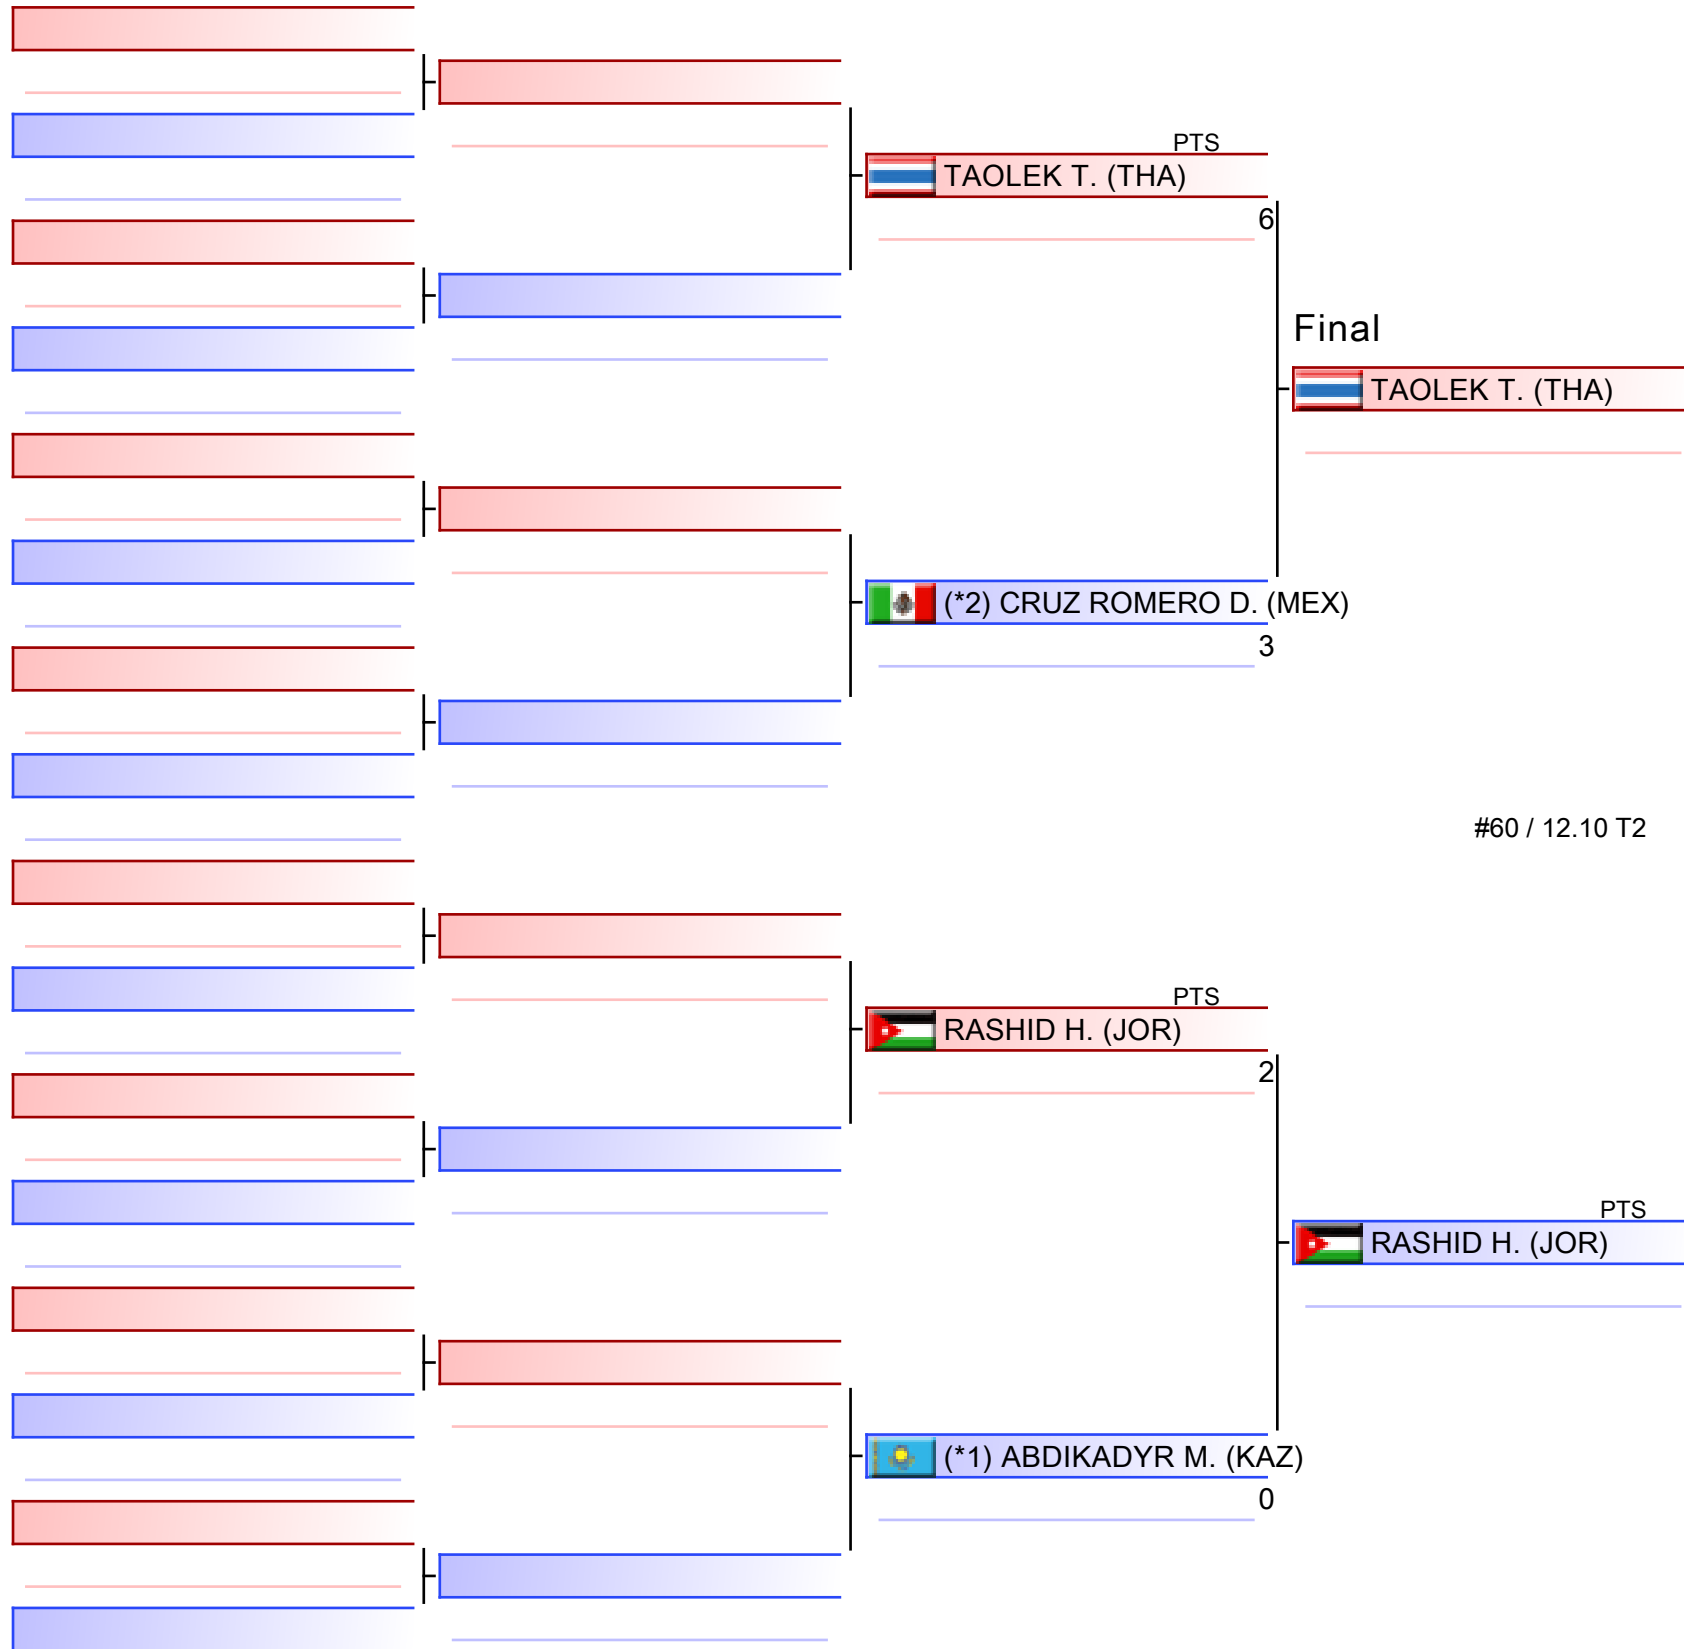 PTS
TAOLEK T. (THA)
6
Final
TAOLEK T. (THA)
(*2) CRUZ ROMERO D. (MEX)
3
#60 / 12.10 T2
PTS
RASHID H. (JOR)
2
PTS
RASHID H. (JOR)
(*1) ABDIKADYR M. (KAZ)
0